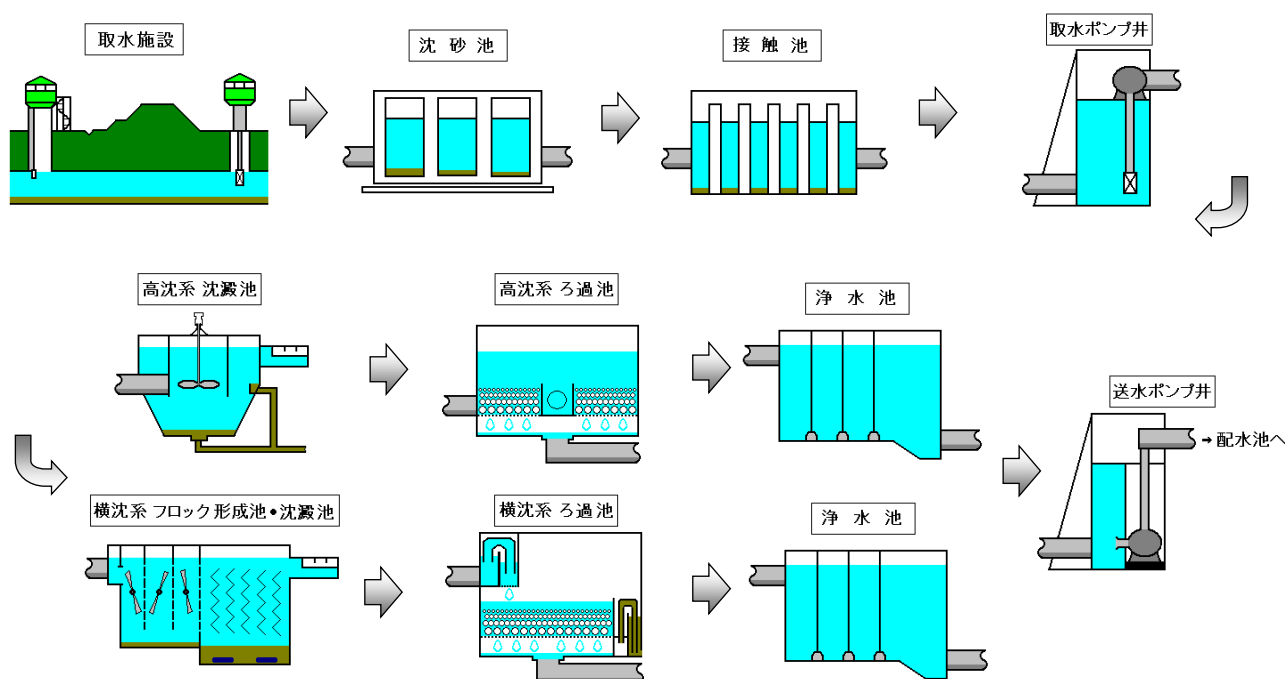 取水施設
沈砂池
接触池
取水ポンプ井
高沈系 沈澱池
高沈系 ろ過池
浄水池
送水ポンプ井
→配水池へ
横沈系 フロック形成池•沈澱池
横沈系 ろ過池
浄水池